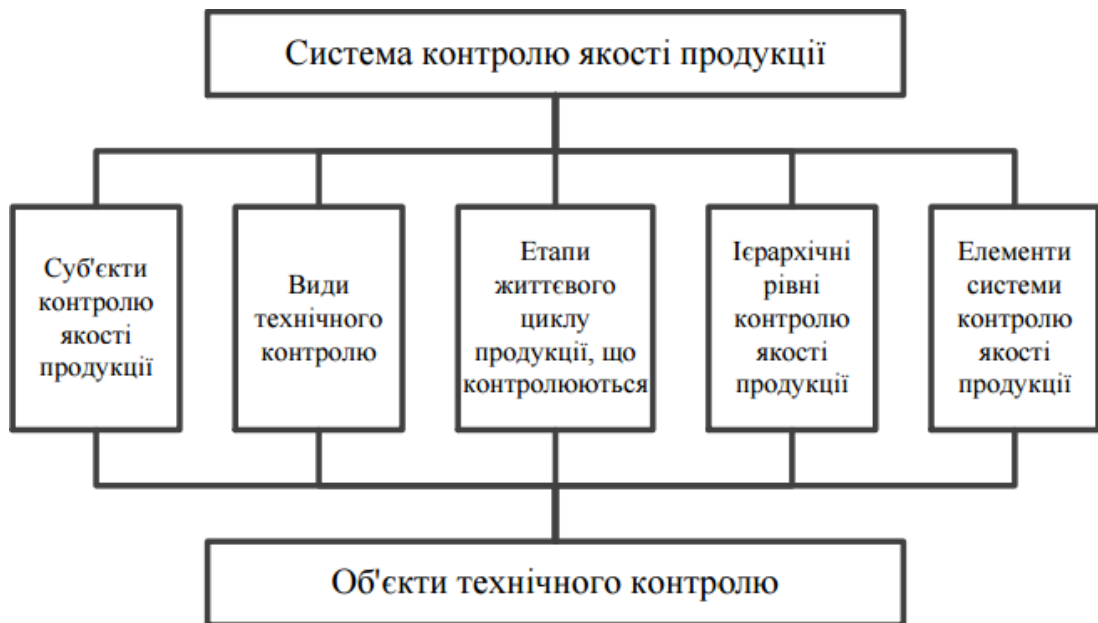 Система контролю якості продукції
Суб'єкти
контролю
якості
продукції
Види
технічного
контролю
Етапи
життєвого
циклу
продукції, що
контролюються
Ієрархічні
рівні
контролю
якості
продукції
Елементи
системи
контролю
якості
продукції
Об'єкти технічного контролю